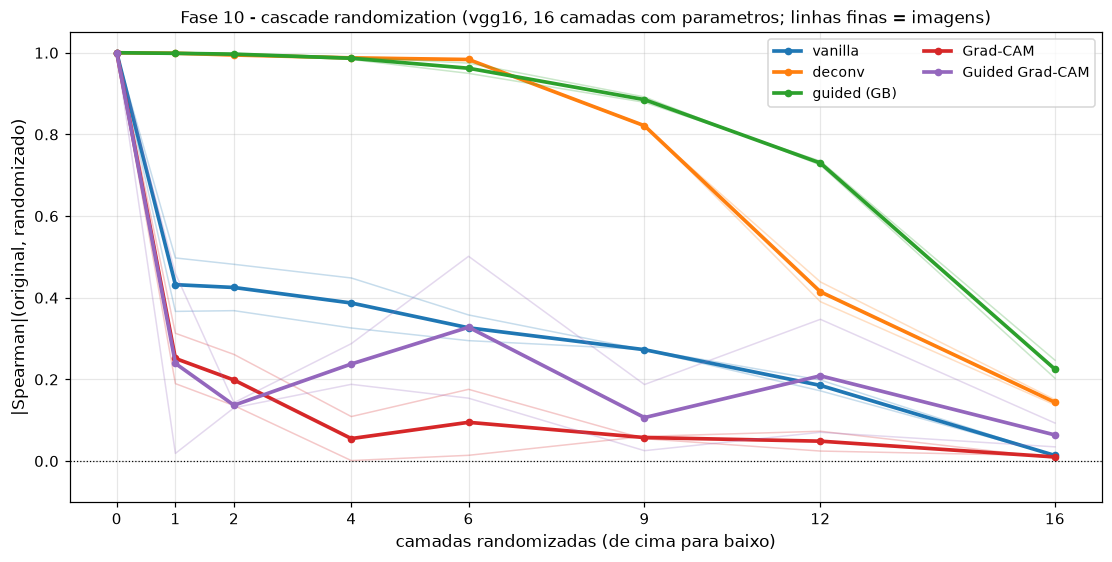 Fase 10 - cascade randomization (vgg16, 16 camadas com parametros; linhas finas = imagens)
vanilla
deconv
guided (GB)
Grad-CAM
Guided Grad-CAM
|Spearman|(original, randomizado)
1.0
0.8
0.6
0.4
0.2
0.0
0 1 2 4 6 9 12 16
camadas randomizadas (de cima para baixo)